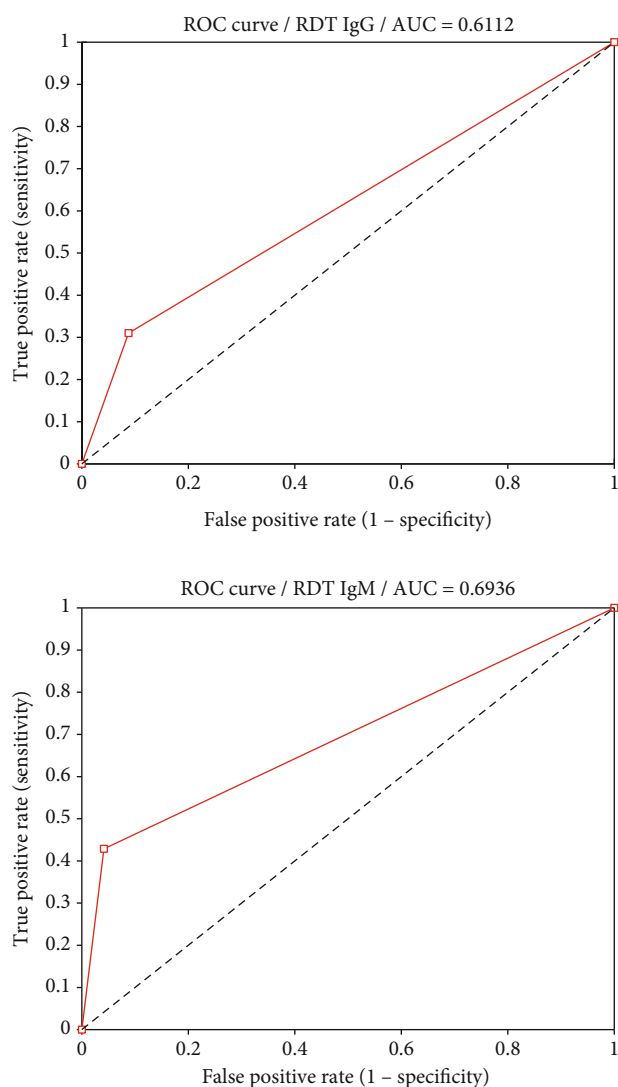 ROC curve / RDT IgG / AUC = 0.6112
1
0.9
0.8
0.7
0.6
0.5
0.4
0.3
0.2
0.1
0
True positive rate (sensitivity)
0 0.2 0.4 0.6 0.8 1
False positive rate (1 – specificity)
ROC curve / RDT IgM / AUC = 0.6936
1
0.9
0.8
0.7
0.6
0.5
0.4
0.3
0.2
0.1
0
True positive rate (sensitivity)
0 0.2 0.4 0.6 0.8 1
False positive rate (1 – specificity)